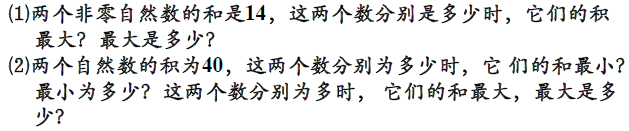 ⑴两个非零自然数的和是14，这两个数分别是多少时，它们的积
最大？最大是多少？
⑵两个自然数的积为40，这两个数分别为多少时，它 们的和最小？
最小为多少？这两个数分别为多时， 它们的和最大，最大是多
少？